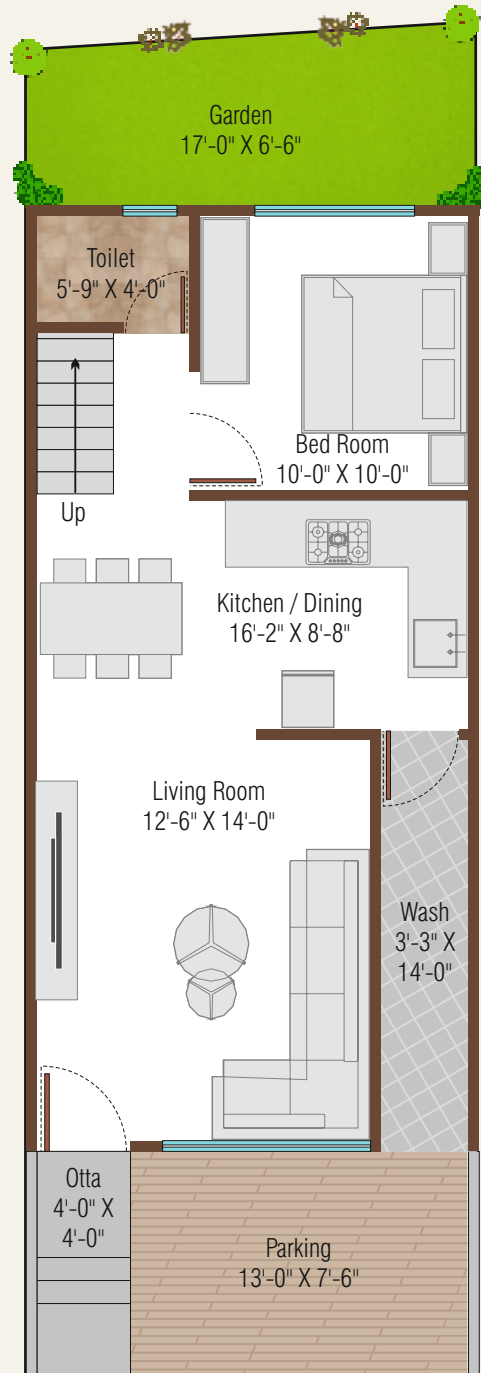 Garden
17'-0" X 6'-6"
Toilet
5'-9" X 4'-0"
Bed Room
10'-0" X 10'-0"
Up
Kitchen / Dining
16'-2" X 8'-8"
Living Room
12'-6" X 14'-0"
Wash
3'-3" X
14'-0"
Otta
4'-0" X
4'-0"
Parking
13'-0" X 7'-6"